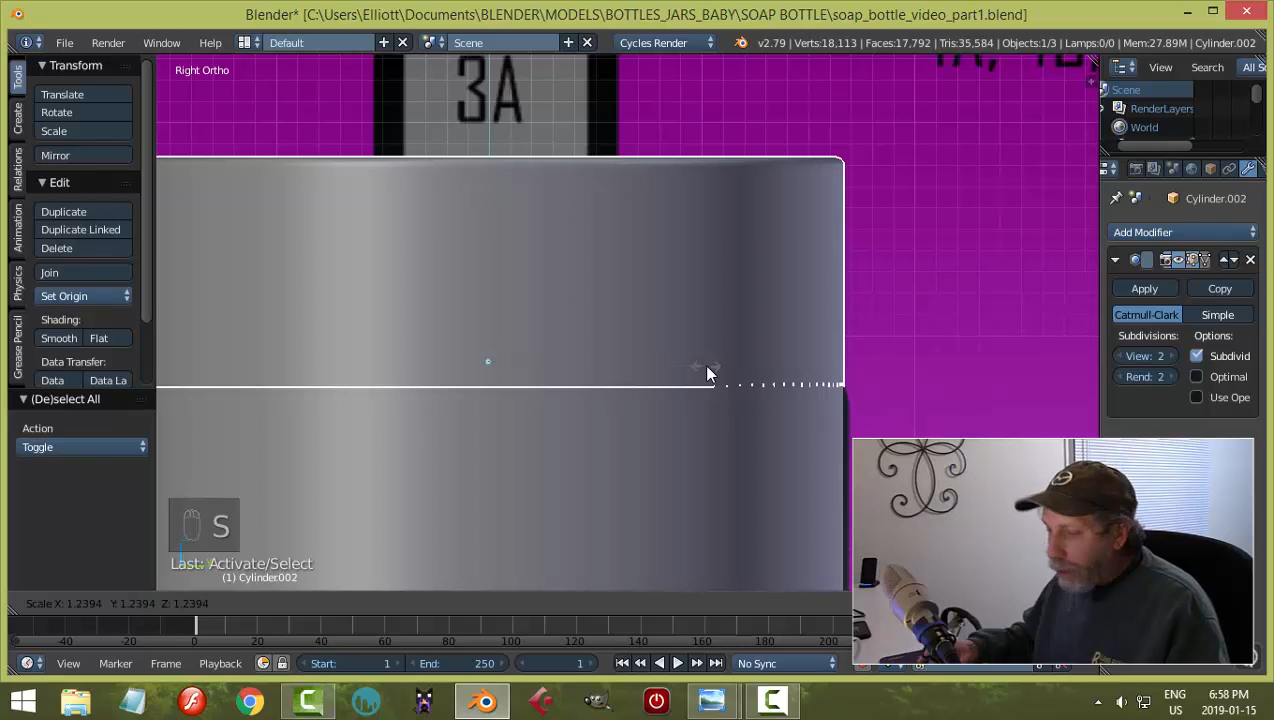 Blender* [C:\Users\Elliott\Documents\BLENDER\MODELS\BOTTLES_JARS_BABY\SOAP BOTTLE\soap_bottle_video_part1.blend]
File Render Window Help Default Scene Cycles Render v2.79 | Verts:18,113 | Faces:17,792 | Tris:35,584 | Objects:1/3 | Lamps:0/0 | Mem:27.89M | Cylinder.002
Tools
Create
Relations
Animation
Physics
Grease Pencil
Transform
Translate
Rotate
Scale
Mirror
Edit
Duplicate
Duplicate Linked
Delete
Join
Set Origin
Shading:
Smooth Flat
Data Transfer:
Data Data La
(De)select All
Action
Toggle
Right Ortho
3A
S
Last: Activate/Select
(1) Cylinder.002
Scale X: 1.2394 Y: 1.2394 Z: 1.2394
View Search All S
Scene
RenderLayers
World
Cylinder.002
Add Modifier
Apply Copy
Catmull-Clark Simple
Subdivisions: Options:
View: 2 Subdivid
Rend: 2 Optimal
Use Ope
-40 -20 0 20 40 60 80 100 120 140 160 180 200
View Marker Frame Playback Start: 1 End: 250 1 No Sync
ENG 6:58 PM
US 2019-01-15